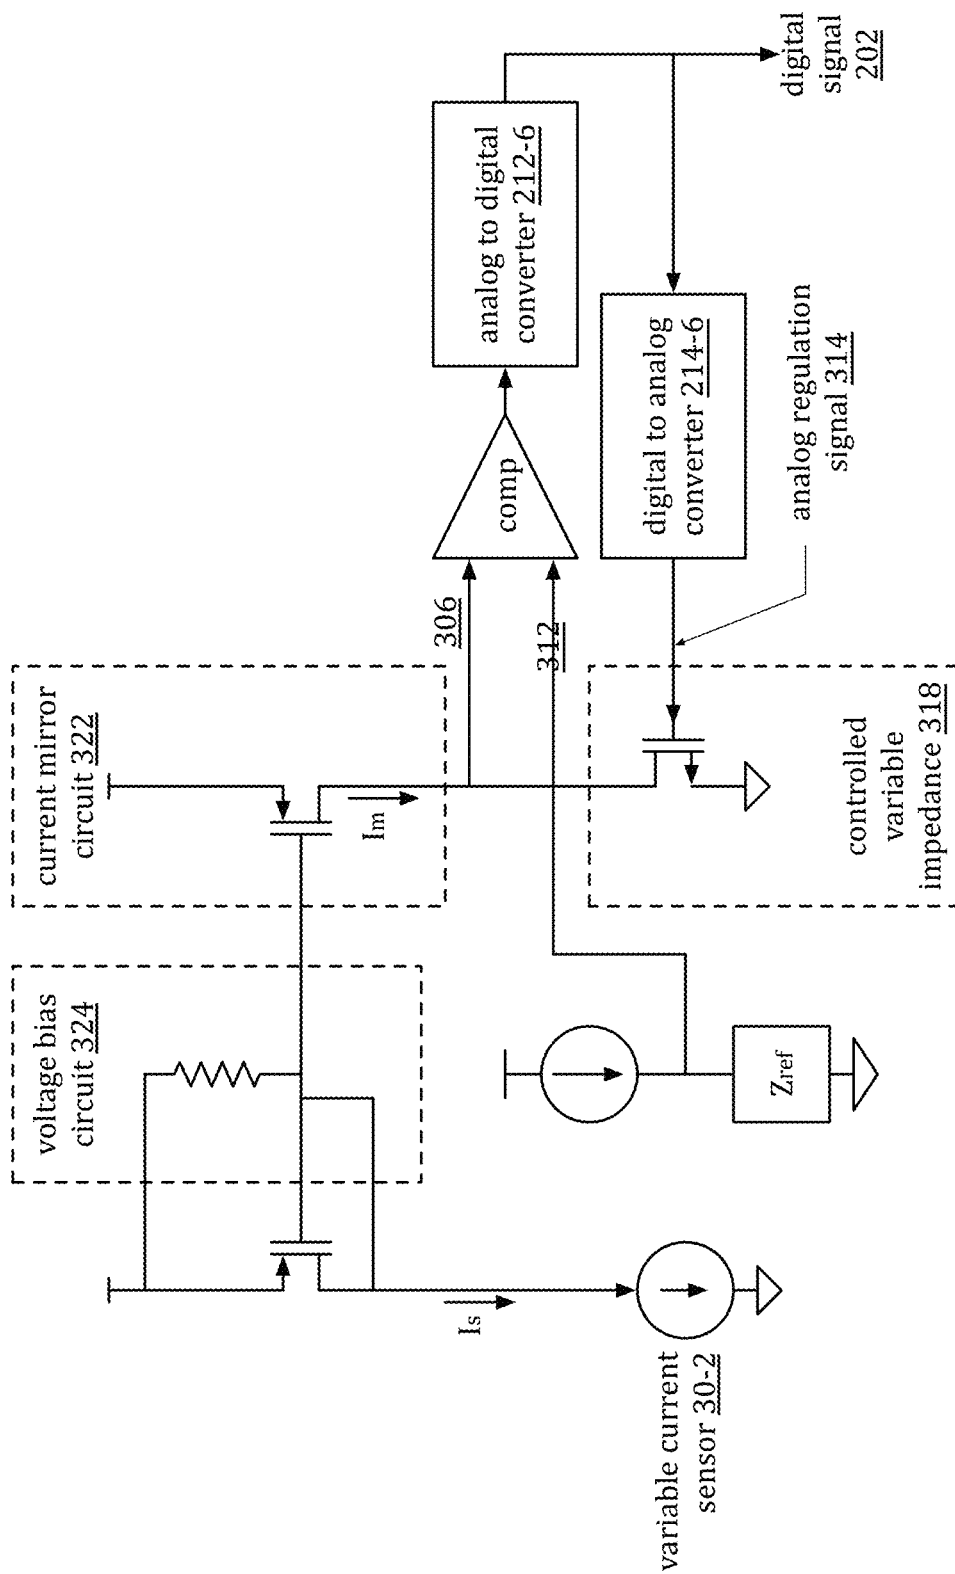 voltage bias
circuit 324
current mirror
circuit 322
Is
Im
306
312
variable current
sensor 30-2
Zref
controlled
variable
impedance 318
comp
analog to digital
converter 212-6
digital to analog
converter 214-6
analog regulation
signal 314
digital
signal
202